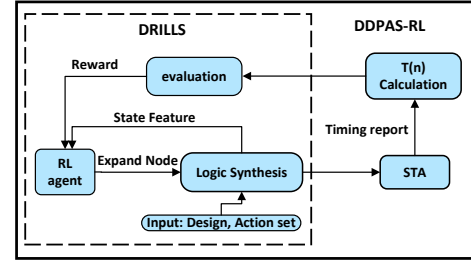 DRILLS
DDPAS-RL
Reward
evaluation
T(n)
Calculation
State Feature
Timing report
RL
agent
Expand Node
Logic Synthesis
STA
Input: Design, Action set